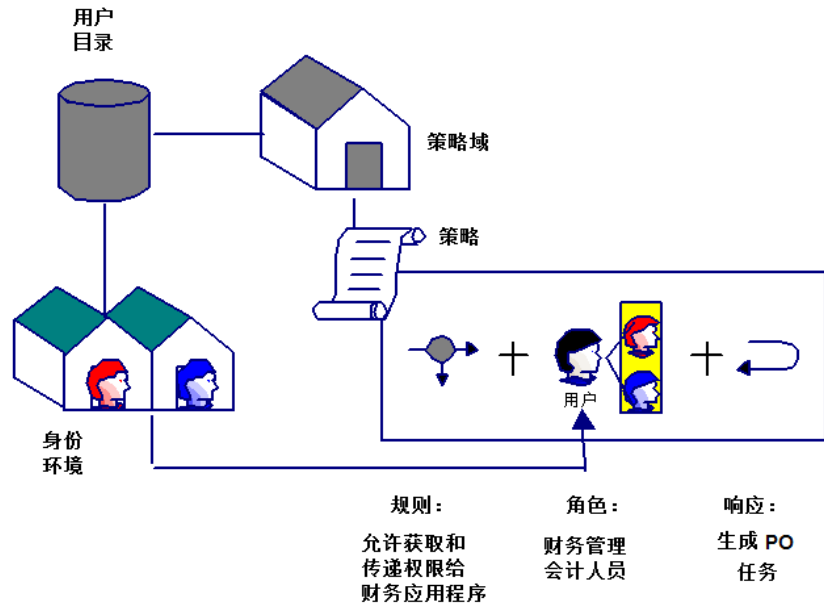 用户
目录
策略域
策略
用户
身份
环境
规则：
允许获取和
传递权限给
财务应用程序
角色：
财务管理
会计人员
响应：
生成 PO
任务